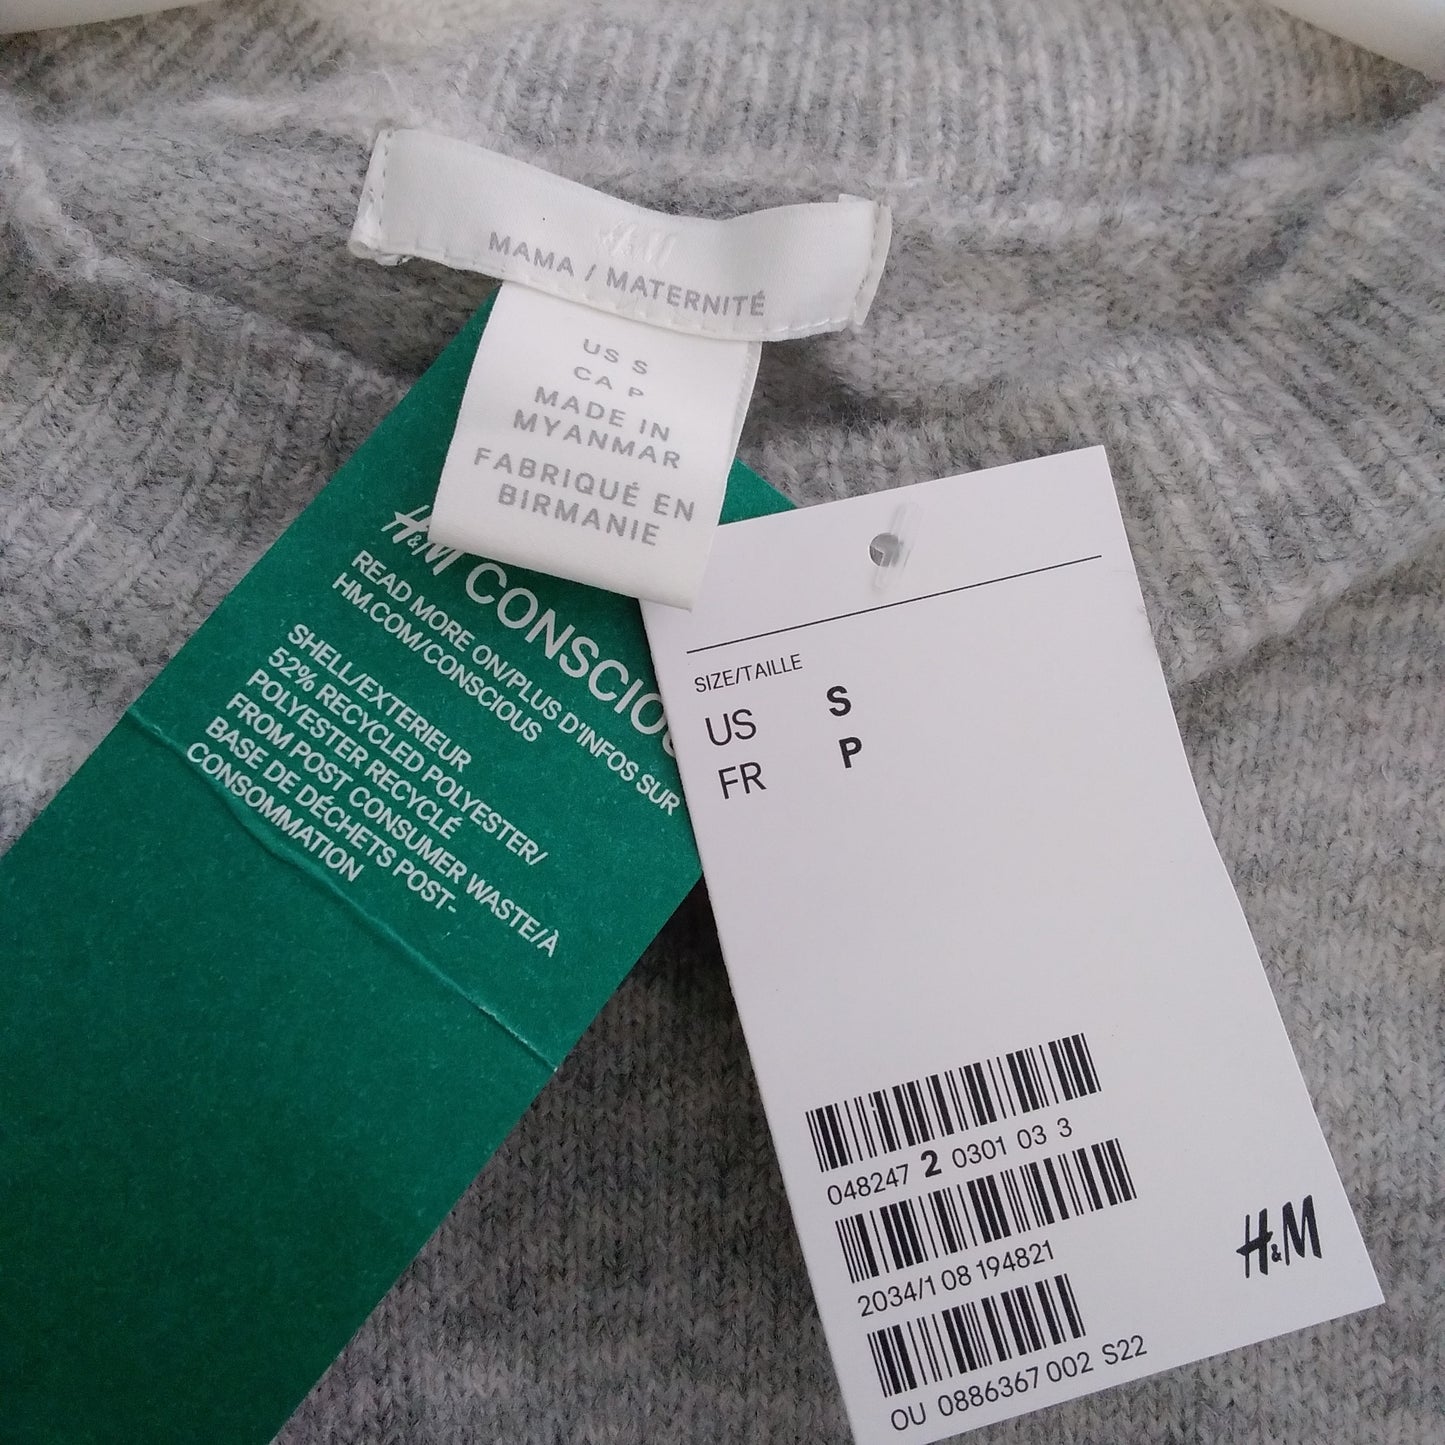 H&M
MAMA / MATERNITÉ
US S
CA P
MADE IN
MYANMAR
FABRIQUÉ EN
BIRMANIE
H&M
READ MORE ON/PLUS D'INFOS SUR
HM.COM/CONSCIOUS
SHELL/EXTERIEUR
52% RECYCLED POLYESTER/
POLYESTER RECYCLÉ
FROM POST CONSUMER WASTE/À
BASE DE DÉCHETS POST-
CONSOMMATION
SIZE/TAILLE
US S
FR P
048247 2 0301 03 3
2034/1 08 194821
OU 0886367 002 S22
H&M